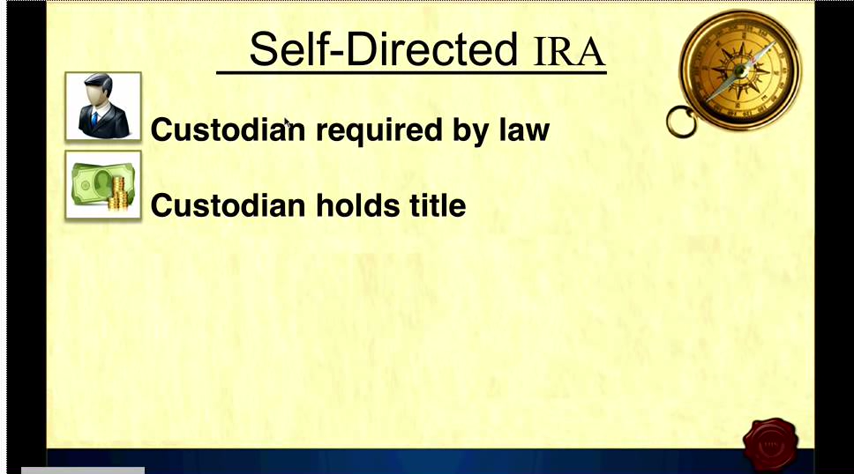 Self-Directed IRA
Custodian required by law
Custodian holds title